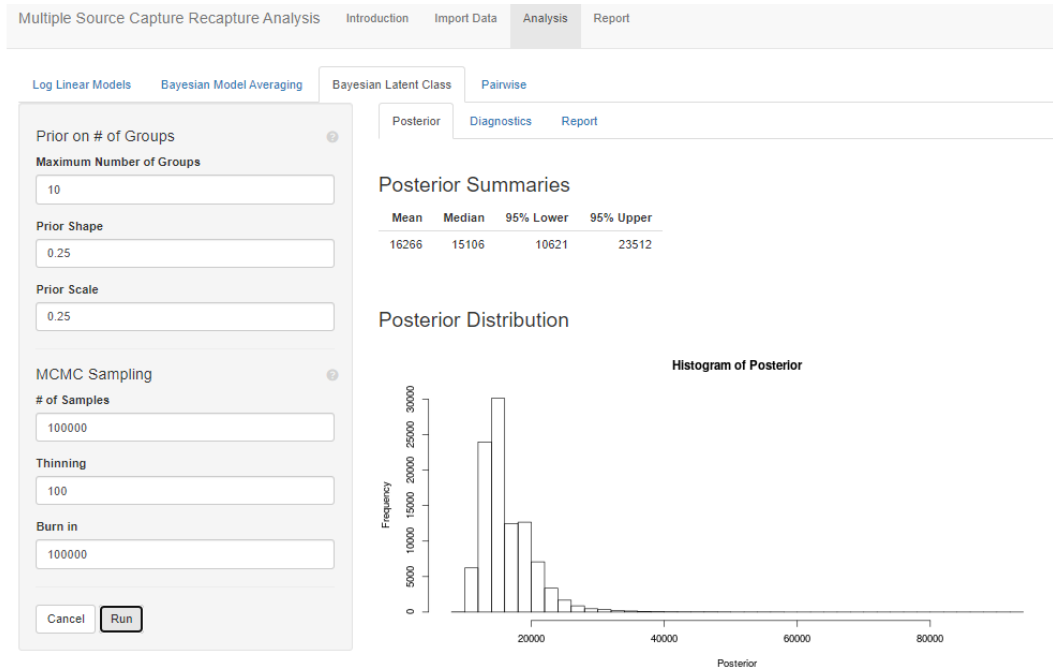 Multiple Source Capture Recapture Analysis Introduction Import Data Analysis Report
Log Linear Models Bayesian Model Averaging Bayesian Latent Class Pairwise
Prior on # of Groups ?
Maximum Number of Groups
10
Prior Shape
0.25
Prior Scale
0.25
MCMC Sampling ?
# of Samples
100000
Thinning
100
Burn in
100000
Cancel Run
Posterior Diagnostics Report
Posterior Summaries
Mean Median 95% Lower 95% Upper
16266 15106 10621 23512
Posterior Distribution
Histogram of Posterior
Frequency
30000
25000
20000
15000
10000
5000
0
20000 40000 60000 80000
Posterior